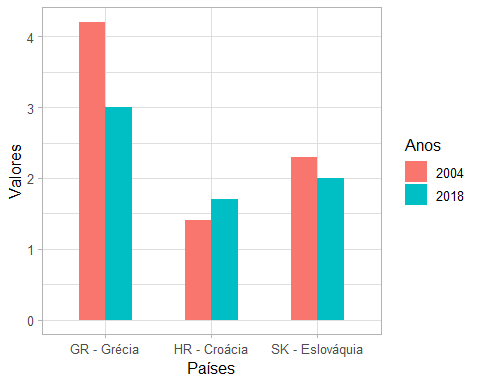 4
3
2
1
0
Valores
GR - Grécia
HR - Croácia
SK - Eslováquia
Países
Anos
2004
2018